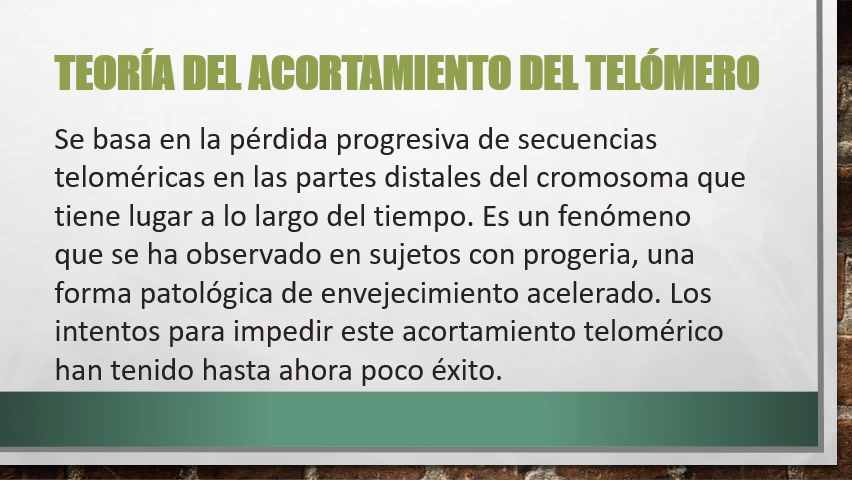 TEORÍA DEL ACORTAMIENTO DEL TELÓMERO
Se basa en la pérdida progresiva de secuencias
teloméricas en las partes distales del cromosoma que
tiene lugar a lo largo del tiempo. Es un fenómeno
que se ha observado en sujetos con progeria, una
forma patológica de envejecimiento acelerado. Los
intentos para impedir este acortamiento telomérico
han tenido hasta ahora poco éxito.